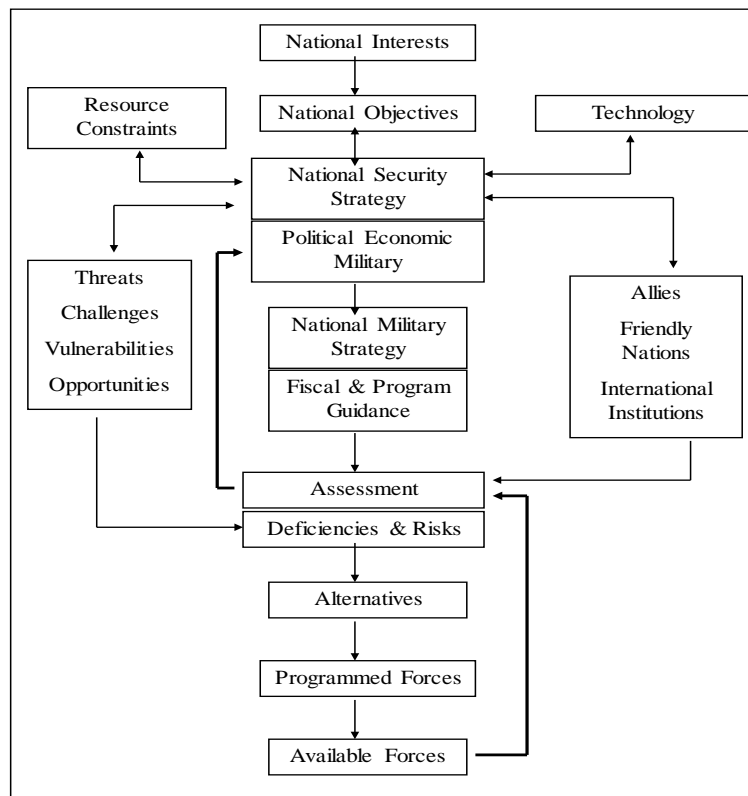 National Interests
Resource
Constraints
National Objectives
Technology
National Security
Strategy
Political Economic
Military
Threats
Challenges
Vulnerabilities
Opportunities
National Military
Strategy
Fiscal & Program
Guidance
Allies
Friendly
Nations
International
Institutions
Assessment
Deficiencies & Risks
Alternatives
Programmed Forces
Available Forces